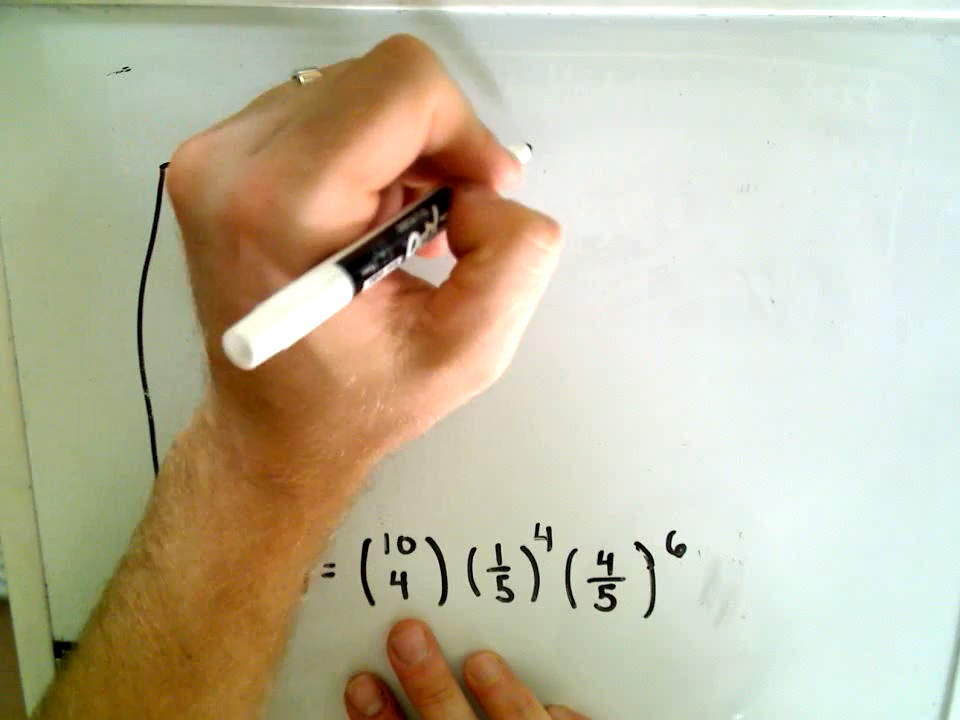 = (10 4) (1/5)^4 (4/5)^6